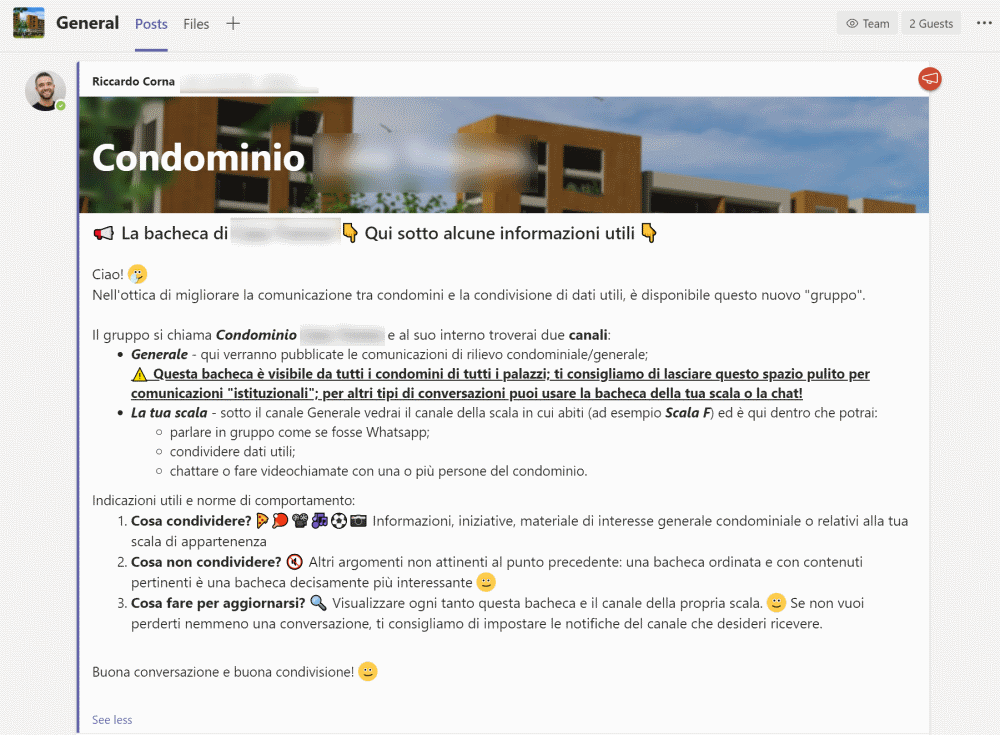 General Posts Files
Team 2 Guests
Riccardo Corna
Condominio
La bacheca di Qui sotto alcune informazioni utili
Ciao!
Nell'ottica di migliorare la comunicazione tra condomini e la condivisione di dati utili, è disponibile questo nuovo "gruppo".
Il gruppo si chiama Condominio e al suo interno troverai due canali:
• Generale - qui verranno pubblicate le comunicazioni di rilievo condominiale/generale;
Questa bacheca è visibile da tutti i condomini di tutti i palazzi; ti consigliamo di lasciare questo spazio pulito per
comunicazioni "istituzionali"; per altri tipi di conversazioni puoi usare la bacheca della tua scala o la chat!
• La tua scala - sotto il canale Generale vedrai il canale della scala in cui abiti (ad esempio Scala F) ed è qui dentro che potrai:
◦ parlare in gruppo come se fosse Whatsapp;
◦ condividere dati utili;
◦ chattare o fare videochiamate con una o più persone del condominio.
Indicazioni utili e norme di comportamento:
1. Cosa condividere? Informazioni, iniziative, materiale di interesse generale condominiale o relativi alla tua
scala di appartenenza
2. Cosa non condividere? Altri argomenti non attinenti al punto precedente: una bacheca ordinata e con contenuti
pertinenti è una bacheca decisamente più interessante
3. Cosa fare per aggiornarsi? Visualizzare ogni tanto questa bacheca e il canale della propria scala. Se non vuoi
perderti nemmeno una conversazione, ti consigliamo di impostare le notifiche del canale che desideri ricevere.
Buona conversazione e buona condivisione!
See less